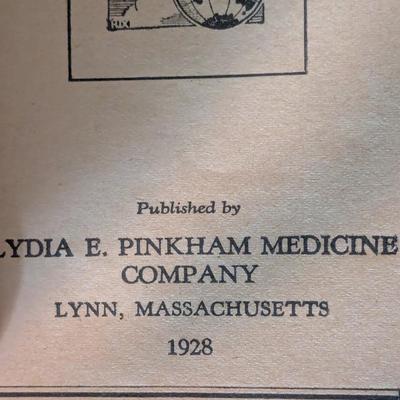 Published by
LYDIA E. PINKHAM MEDICINE
COMPANY
LYNN, MASSACHUSETTS
1928